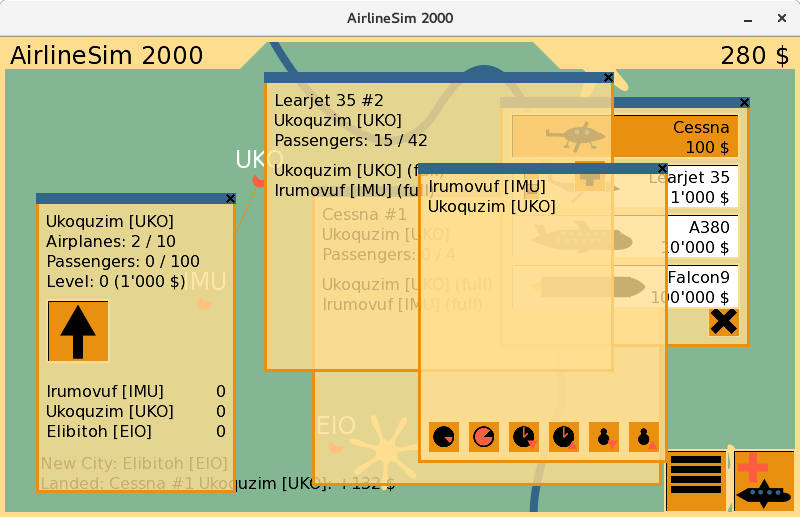 AirlineSim 2000
AirlineSim 2000
280 $
Learjet 35 #2
Ukoquzim [UKO]
Passengers: 15 / 42
Ukoquzim [UKO] (full)
Irumovuf [IMU] (full)
Cessna
100 $
Learjet 35
1'000 $
A380
10'000 $
Falcon9
100'000 $
UKO
Irumovuf [IMU]
Ukoquzim [UKO]
Cessna #1
Ukoquzim [UKO]
Passengers: 0 / 4
Ukoquzim [UKO] (full)
Irumovuf [IMU] (full)
Ukoquzim [UKO]
Airplanes: 2 / 10
Passengers: 0 / 100
Level: 0 (1'000 $)
IMU
Irumovuf [IMU] 0
Ukoquzim [UKO] 0
Elibitoh [EIO] 0
EIO
New City: Elibitoh [EIO]
Landed: Cessna #1 Ukoquzim [UKO]: +132 $